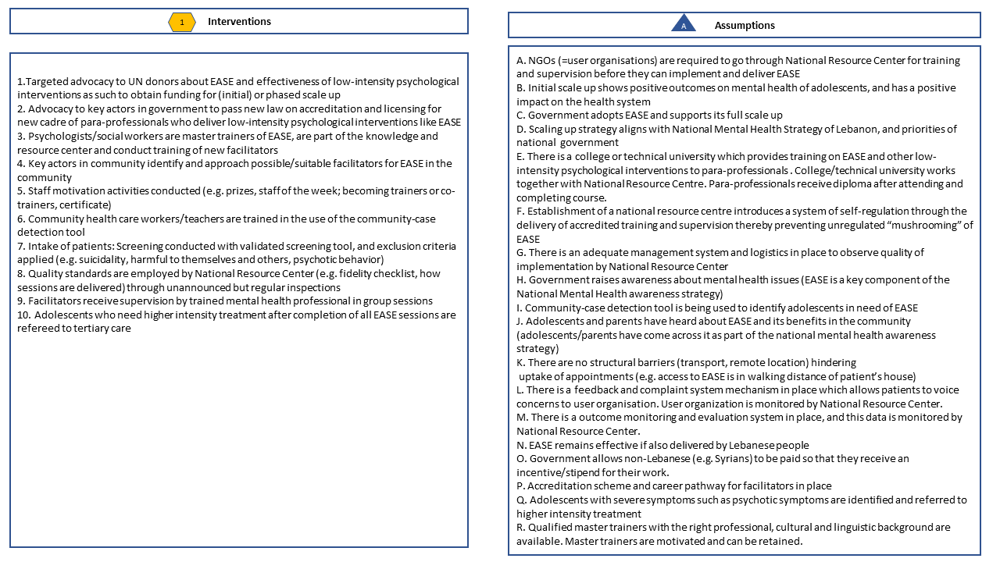 1 Interventions
1.Targeted advocacy to UN donors about EASE and effectiveness of low-intensity psychological
interventions as such to obtain funding for (initial) or phased scale up
2. Advocacy to key actors in government to pass new law on accreditation and licensing for
new cadre of para-professionals who deliver low-intensity psychological interventions like EASE
3. Psychologists/social workers are master trainers of EASE, are part of the knowledge and
resource center and conduct training of new facilitators
4. Key actors in community identify and approach possible/suitable facilitators for EASE in the
community
5. Staff motivation activities conducted (e.g. prizes, staff of the week; becoming trainers or co-
trainers, certificate)
6. Community health care workers/teachers are trained in the use of the community-case
detection tool
7. Intake of patients: Screening conducted with validated screening tool, and exclusion criteria
applied (e.g. suicidality, harmful to themselves and others, psychotic behavior)
8. Quality standards are employed by National Resource Center (e.g. fidelity checklist, how
sessions are delivered) through unannounced but regular inspections
9. Facilitators receive supervision by trained mental health professional in group sessions
10. Adolescents who need higher intensity treatment after completion of all EASE sessions are
refereed to tertiary care
A Assumptions
A. NGOs (=user organisations) are required to go through National Resource Center for training
and supervision before they can implement and deliver EASE
B. Initial scale up shows positive outcomes on mental health of adolescents, and has a positive
impact on the health system
C. Government adopts EASE and supports its full scale up
D. Scaling up strategy aligns with National Mental Health Strategy of Lebanon, and priorities of
national government
E. There is a college or technical university which provides training on EASE and other low-
intensity psychological interventions to para-professionals . College/technical university works
together with National Resource Centre. Para-professionals receive diploma after attending and
completing course.
F. Establishment of a national resource centre introduces a system of self-regulation through the
delivery of accredited training and supervision thereby preventing unregulated “mushrooming” of
EASE
G. There is an adequate management system and logistics in place to observe quality of
implementation by National Resource Center
H. Government raises awareness about mental health issues (EASE is a key component of the
National Mental Health awareness strategy)
I. Community-case detection tool is being used to identify adolescents in need of EASE
J. Adolescents and parents have heard about EASE and its benefits in the community
(adolescents/parents have come across it as part of the national mental health awareness
strategy)
K. There are no structural barriers (transport, remote location) hindering
uptake of appointments (e.g. access to EASE is in walking distance of patient’s house)
L. There is a feedback and complaint system mechanism in place which allows patients to voice
concerns to user organisation. User organization is monitored by National Resource Center.
M. There is a outcome monitoring and evaluation system in place, and this data is monitored by
National Resource Center.
N. EASE remains effective if also delivered by Lebanese people
O. Government allows non-Lebanese (e.g. Syrians) to be paid so that they receive an
incentive/stipend for their work.
P. Accreditation scheme and career pathway for facilitators in place
Q. Adolescents with severe symptoms such as psychotic symptoms are identified and referred to
higher intensity treatment
R. Qualified master trainers with the right professional, cultural and linguistic background are
available. Master trainers are motivated and can be retained.